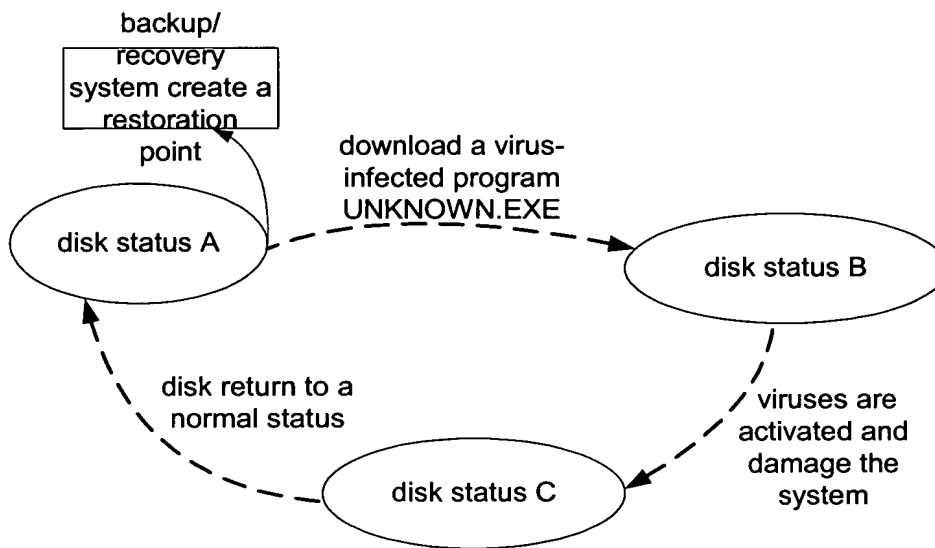 backup/
recovery
system create a
restoration
point
download a virus-
infected program
UNKNOWN.EXE
disk status A
disk status B
disk return to a
normal status
viruses are
activated and
damage the
system
disk status C